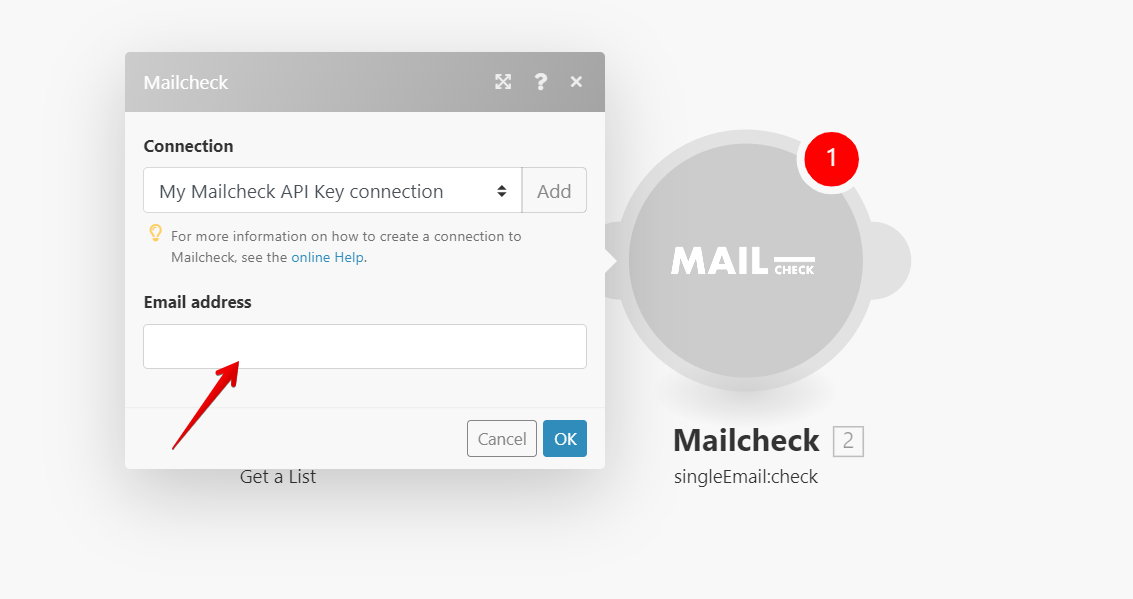 Mailcheck
?
Connection
My Mailcheck API Key connection
Add
For more information on how to create a connection to
Mailcheck, see the online Help.
Email address
Cancel
OK
Get a List
1
MAIL CHECK
Mailcheck 2
singleEmail:check